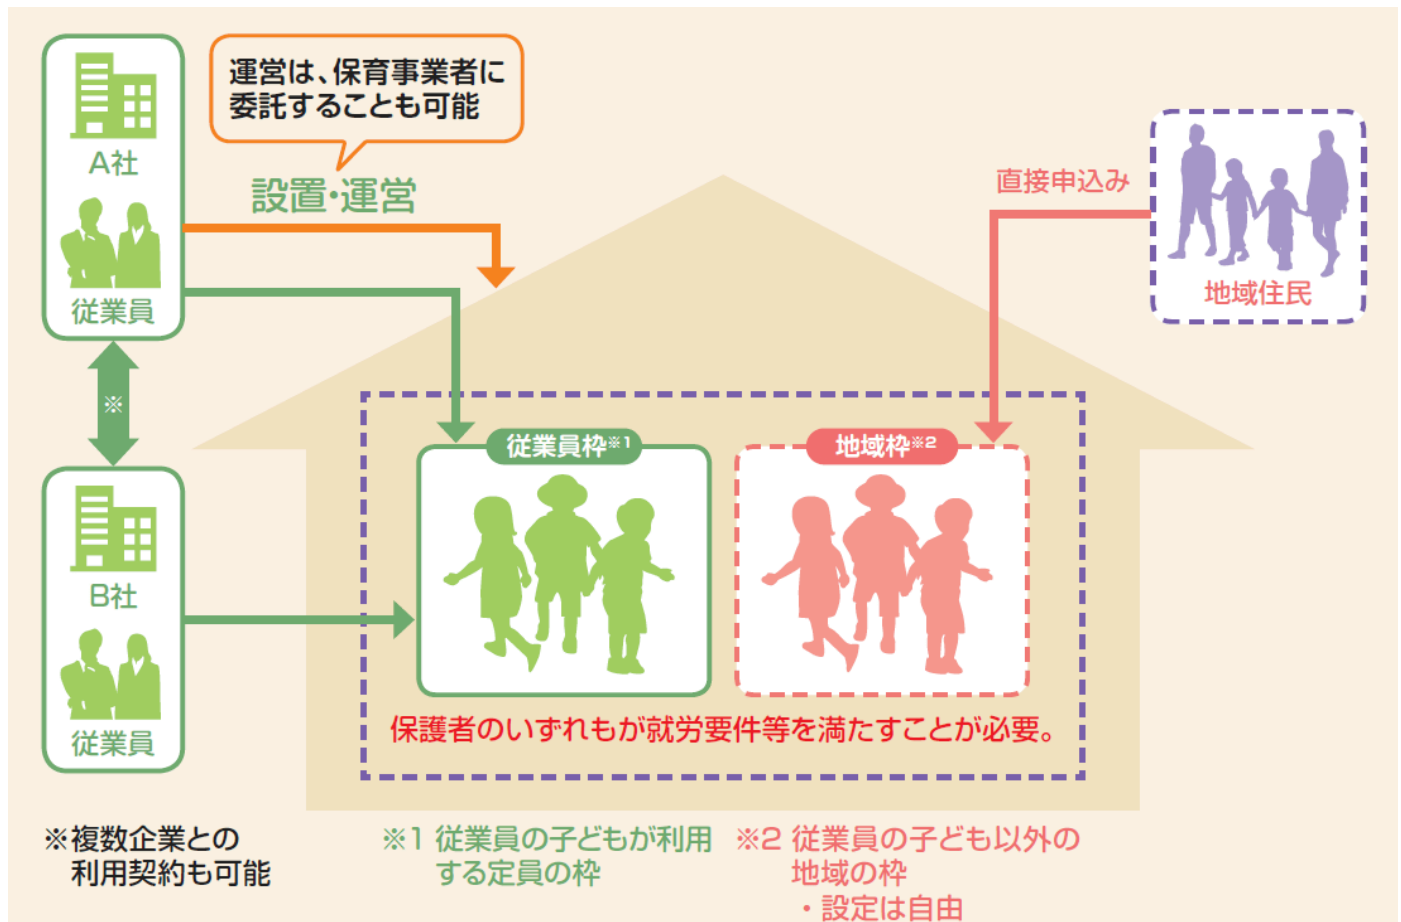 運営は、保育事業者に
委託することも可能
A社
従業員
設置・運営
直接申込み
地域住民
※
従業員枠※1
地域枠※2
B社
従業員
保護者のいずれもが就労要件等を満たすことが必要。
※複数企業との
利用契約も可能
※1 従業員の子どもが利用
する定員の枠
※2 従業員の子ども以外の
地域の枠
・設定は自由